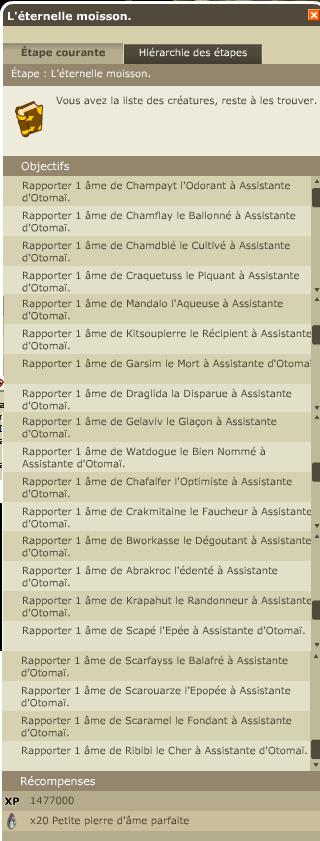 L'éternelle moisson.
Étape courante
Hiérarchie des étapes
Étape : L'éternelle moisson.
Vous avez la liste des créatures, reste à les trouver.
Objectifs
Rapporter 1 âme de Champayt l'Odorant à Assistante
d'Otomaï.
Rapporter 1 âme de Chamflay le Ballonné à Assistante
d'Otomaï.
Rapporter 1 âme de Chamdblé le Cultivé à Assistante
d'Otomaï.
Rapporter 1 âme de Craquetuss le Piquant à Assistante
d'Otomaï.
Rapporter 1 âme de Mandalo l'Aqueuse à Assistante
d'Otomaï.
Rapporter 1 âme de Kitsoupierre le Récipient à Assistante
d'Otomaï.
Rapporter 1 âme de Garsim le Mort à Assistante d'Otomaï
Rapporter 1 âme de Draglida la Disparue à Assistante
d'Otomaï.
Rapporter 1 âme de Gelaviv le Glaçon à Assistante
d'Otomaï.
Rapporter 1 âme de Watdogue le Bien Nommé à
Assistante d'Otomaï.
Rapporter 1 âme de Chafalfer l'Optimiste à Assistante
d'Otomaï.
Rapporter 1 âme de Crakmitaine le Faucheur à Assistante
d'Otomaï.
Rapporter 1 âme de Bworkasse le Dégoutant à Assistante
d'Otomaï.
Rapporter 1 âme de Abrakroc l'édenté à Assistante
d'Otomaï.
Rapporter 1 âme de Krapahut le Randonneur à Assistante
d'Otomaï.
Rapporter 1 âme de Scapé l'Epée à Assistante d'Otomaï.
Rapporter 1 âme de Scarfayss le Balafré à Assistante
d'Otomaï.
Rapporter 1 âme de Scarouarze l'Epopée à Assistante
d'Otomaï.
Rapporter 1 âme de Scaramel le Fondant à Assistante
d'Otomaï.
Rapporter 1 âme de Ribibi le Cher à Assistante d'Otomaï.
Récompenses
XP 1477000
x20 Petite pierre d'âme parfaite